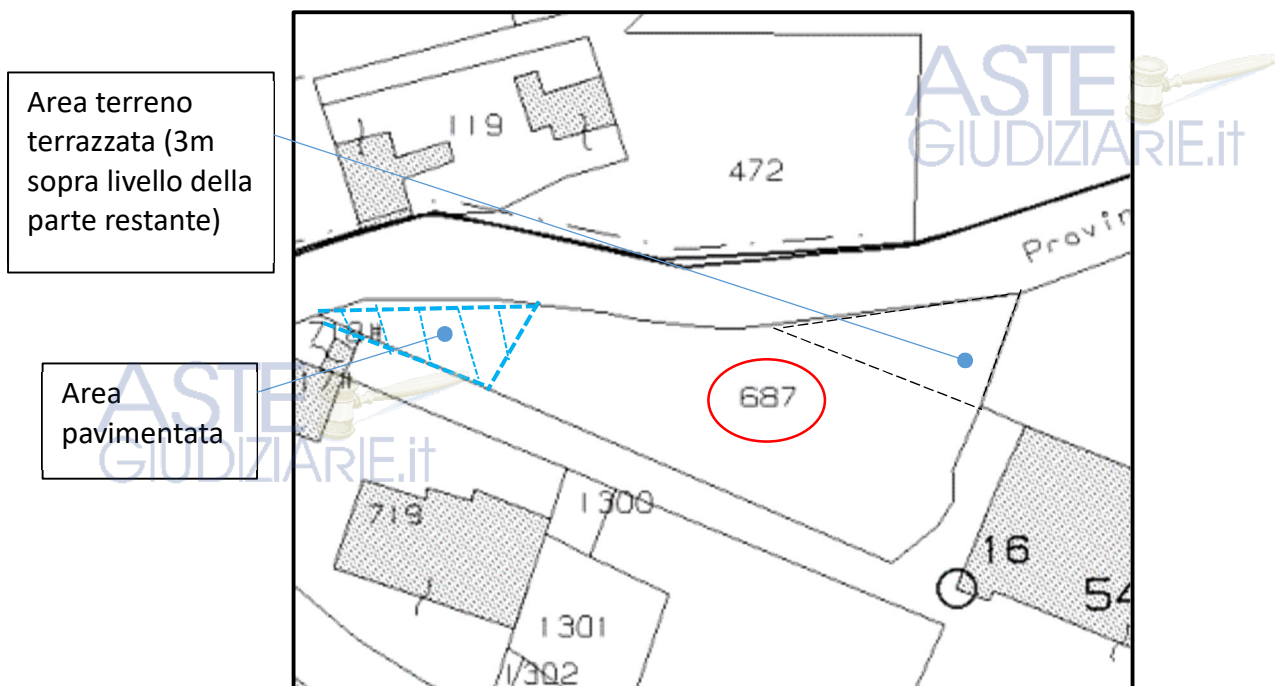 Area terreno
terrazzata (3m
sopra livello della
parte restante)
ASTE
GIUDIZIARIE.it
119
472
Provin
687
Area
pavimentata
ASTE
GIUDIZIARIE.it
719
1300
16
54
1301
1302